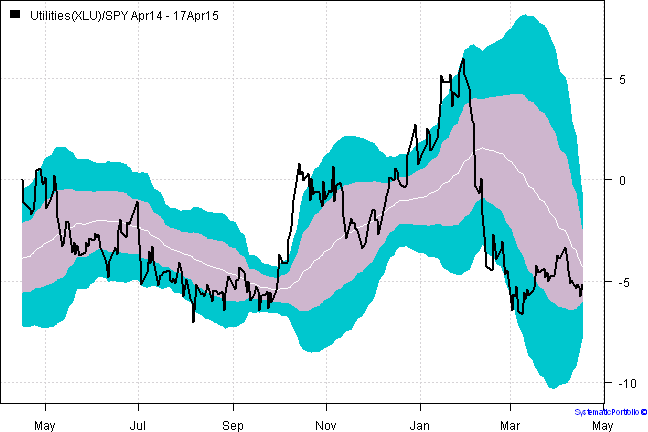 Utilities(XLU)/SPY Apr14 - 17Apr15
5
0
-5
-10
SystematicPortfolio ©
May Jul Sep Nov Jan Mar May